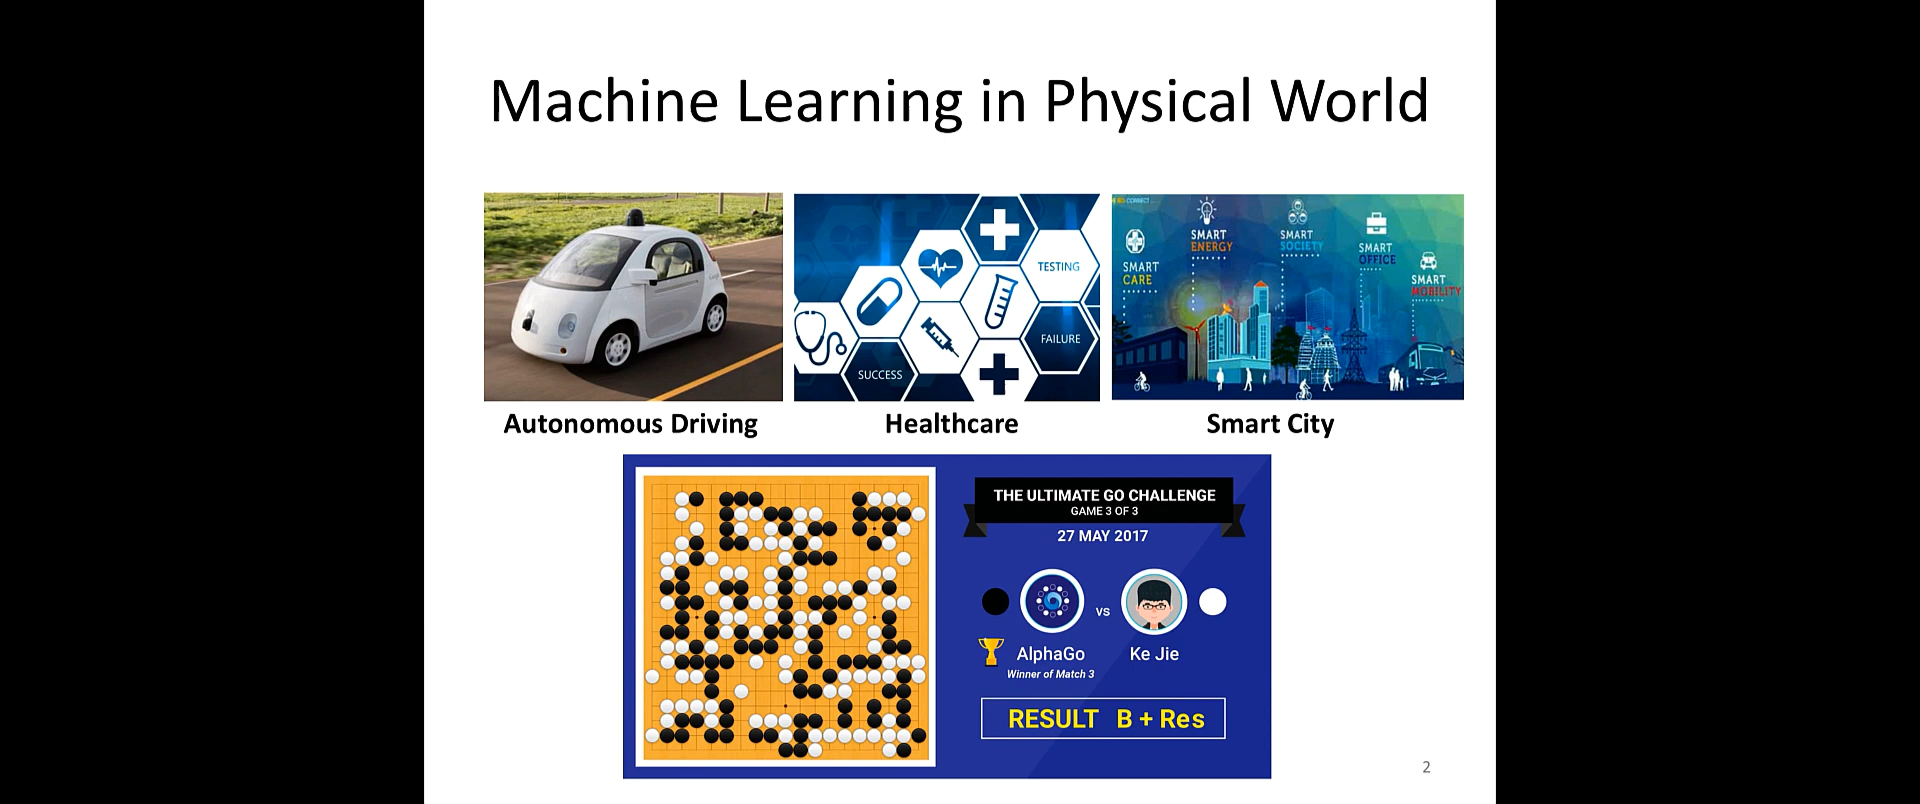 Machine Learning in Physical World
TESTING
FAILURE
SUCCESS
CONNECT
SMART
ENERGY
SMART
SOCIETY
SMART
OFFICE
SMART
CARE
SMART
MOBILITY
Autonomous Driving
Healthcare
Smart City
THE ULTIMATE GO CHALLENGE
GAME 3 OF 3
27 MAY 2017
vs
AlphaGo
Ke Jie
Winner of Match 3
RESULT B + Res
2